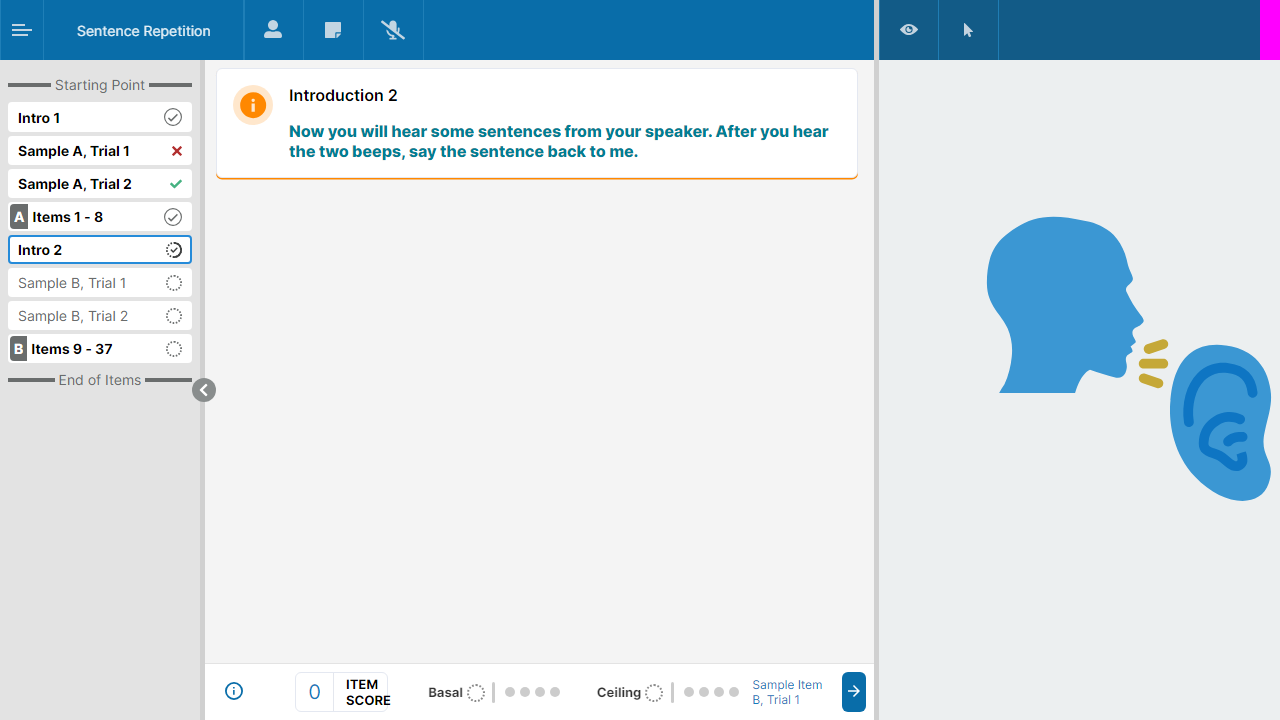 Sentence Repetition
Starting Point
Intro 1
Sample A, Trial 1
Sample A, Trial 2
A Items 1 - 8
Intro 2
Sample B, Trial 1
Sample B, Trial 2
B Items 9 - 37
End of Items
Introduction 2
Now you will hear some sentences from your speaker. After you hear
the two beeps, say the sentence back to me.
0 ITEM
SCORE
Basal
Ceiling
Sample Item
B, Trial 1